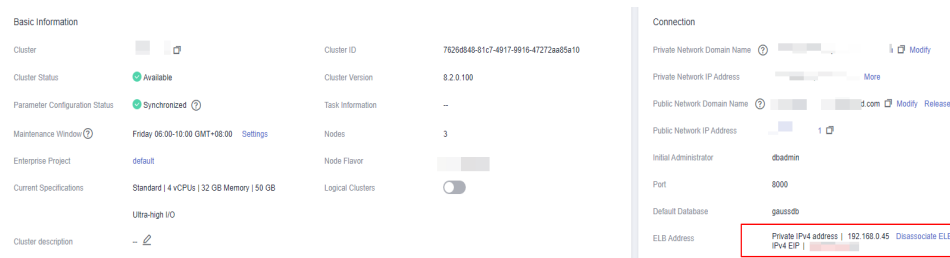 Basic Information
Cluster
Cluster ID 7626d848-81c7-4917-9916-47272aa85a10
Cluster Status Available
Cluster Version 8.2.0.100
Parameter Configuration Status Synchronized
Task Information --
Maintenance Window Friday 06:00-10:00 GMT+08:00 Settings
Nodes 3
Enterprise Project default
Node Flavor
Current Specifications Standard | 4 vCPUs | 32 GB Memory | 50 GB
Ultra-high I/O
Logical Clusters
Cluster description --
Connection
Private Network Domain Name Modify
Private Network IP Address More
Public Network Domain Name d.com Modify Release
Public Network IP Address 1
Initial Administrator dbadmin
Port 8000
Default Database gaussdb
ELB Address Private IPv4 address | 192.168.0.45 Disassociate ELB
IPv4 EIP |